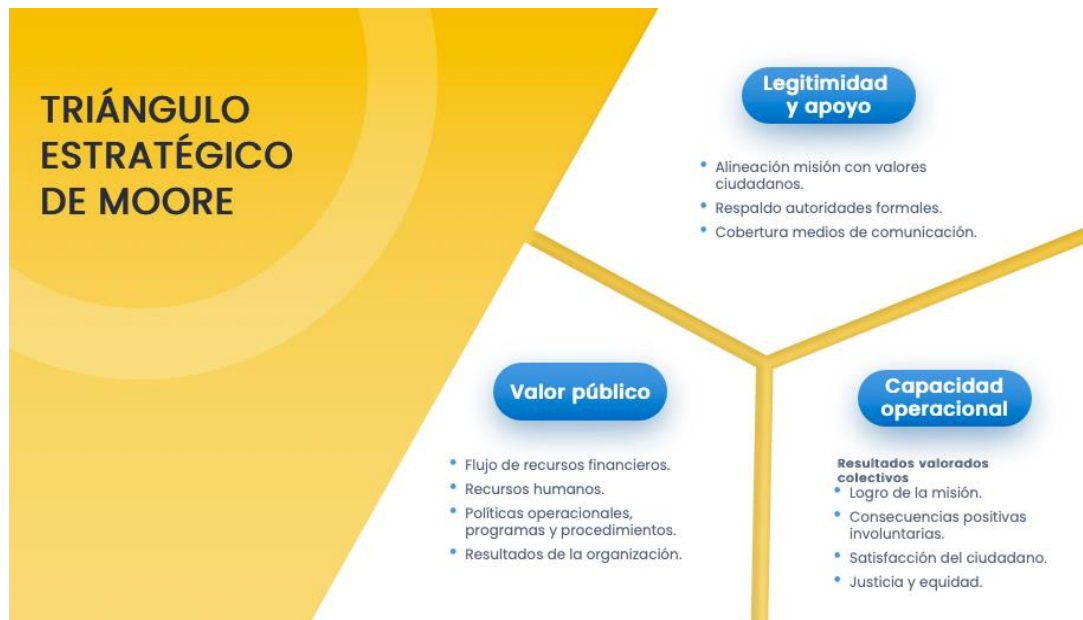 TRIÁNGULO
ESTRATÉGICO
DE MOORE
Legitimidad
y apoyo
Alineación misión con valores
ciudadanos.
Respaldo autoridades formales.
Cobertura medios de comunicación.
Valor público
Flujo de recursos financieros.
Recursos humanos.
Políticas operacionales,
programas y procedimientos.
Resultados de la organización.
Capacidad
operacional
Resultados valorados
colectivos
Logro de la misión.
Consecuencias positivas
involuntarias.
Satisfacción del ciudadano.
Justicia y equidad.